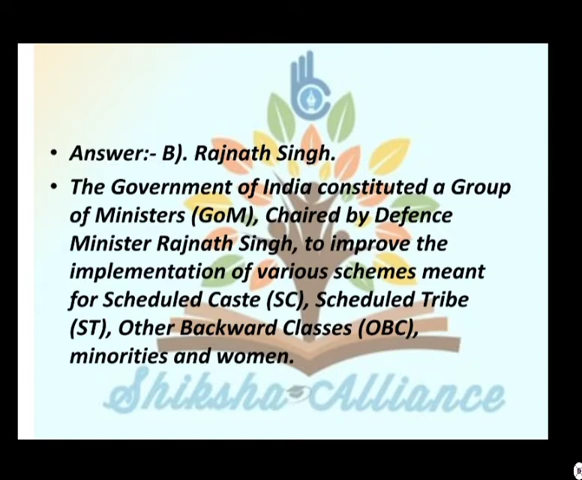 • Answer:- B). Rajnath Singh.
• The Government of India constituted a Group
of Ministers (GoM), Chaired by Defence
Minister Rajnath Singh, to improve the
implementation of various schemes meant
for Scheduled Caste (SC), Scheduled Tribe
(ST), Other Backward Classes (OBC),
minorities and women.
Shiksha Alliance